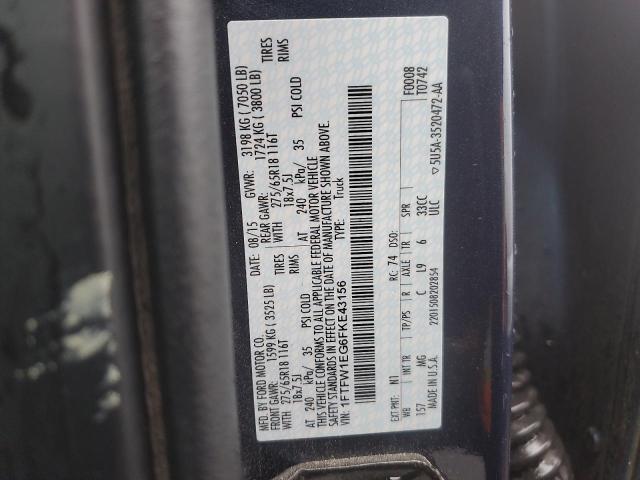 MFD. BY FORD MOTOR CO.
DATE: 08/15 GVWR: 3198 KG ( 7050 LB)
FRONT GAWR: 1599 KG ( 3525 LB) REAR GAWR: 1724 KG ( 3800 LB)
WITH 275/65R18 116T TIRES WITH 275/65R18 116T TIRES
18x7.5J RIMS 18x7.5J RIMS
AT 240 kPa/ 35 PSI COLD AT 240 kPa/ 35 PSI COLD
THIS VEHICLE CONFORMS TO ALL APPLICABLE FEDERAL MOTOR VEHICLE
SAFETY STANDARDS IN EFFECT ON THE DATE OF MANUFACTURE SHOWN ABOVE.
VIN: 1FTFW1EG6FKE43156 TYPE: Truck
F0008
T0742
EXT PNT: N1 RC: 74 DSO:
WB INT TR TP/PS R AXLE TR SPR
157 MG C L9 6 33CC
ULC
MADE IN U.S.A. 2201508202854 ▽5U5A-3520472-AA